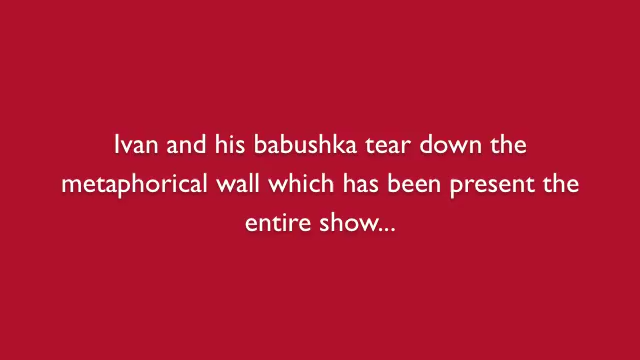 Ivan and his babushka tear down the
metaphorical wall which has been present the
entire show...